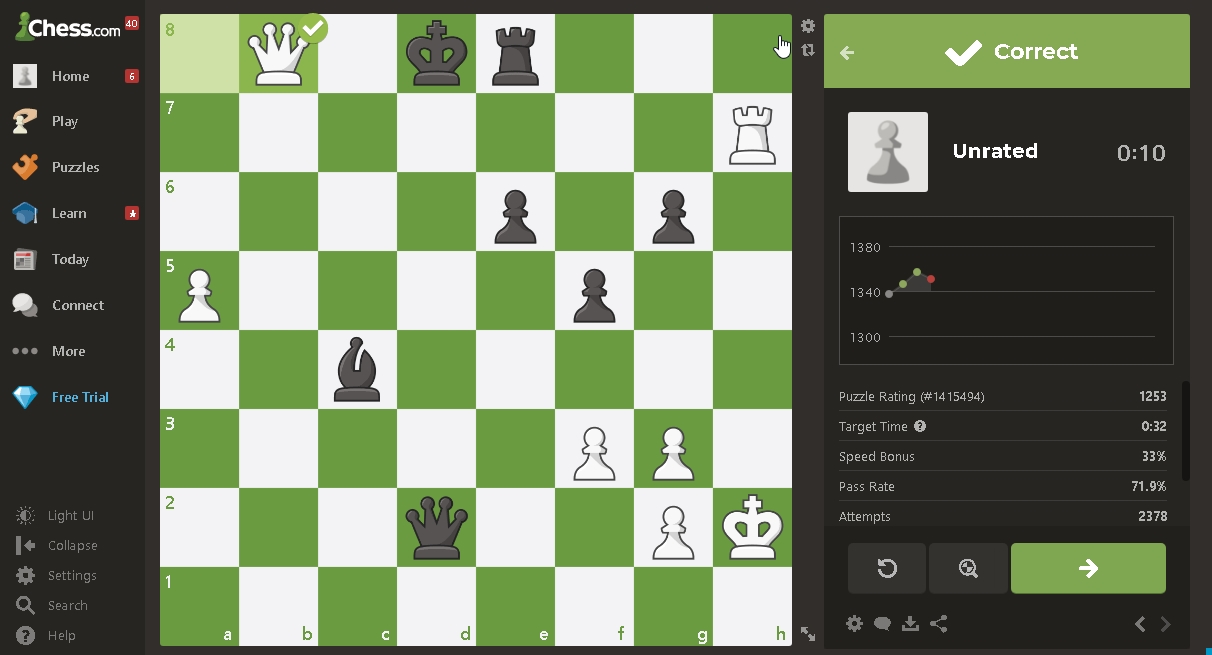 Chess.com 40
Home 6
Play
Puzzles
Learn
Today
Connect
More
Free Trial
Light UI
Collapse
Settings
Search
Help
8
7
6
5
4
3
2
1
a b c d e f g h
Correct
Unrated 0:10
1380
1340
1300
Puzzle Rating (#1415494) 1253
Target Time ? 0:32
Speed Bonus 33%
Pass Rate 71.9%
Attempts 2378